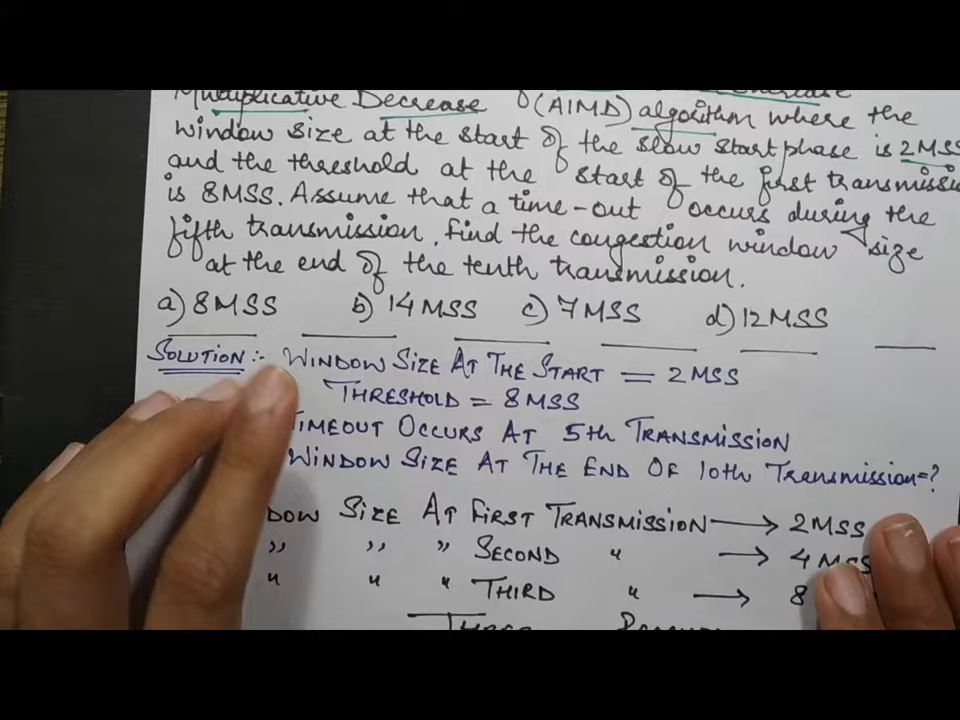 Multiplicative Decrease (AIMD) algorithm where the
window size at the start of the slow start phase is 2MSS
and the threshold at the start of the first transmissio
is 8MSS. Assume that a time-out occurs during the
fifth transmission. Find the congestion window size
at the end of the tenth transmission.
a) 8MSS b) 14MSS c) 7MSS d) 12MSS
SOLUTION :- WINDOW SIZE AT THE START = 2MSS
THRESHOLD = 8MSS
TIMEOUT OCCURS AT 5th TRANSMISSION
WINDOW SIZE AT THE END OF 10th Transmission=?
DOW SIZE AT FIRST TRANSMISSION → 2MSS
,, ,, ,, SECOND " → 4MSS
" " " THIRD " → 8